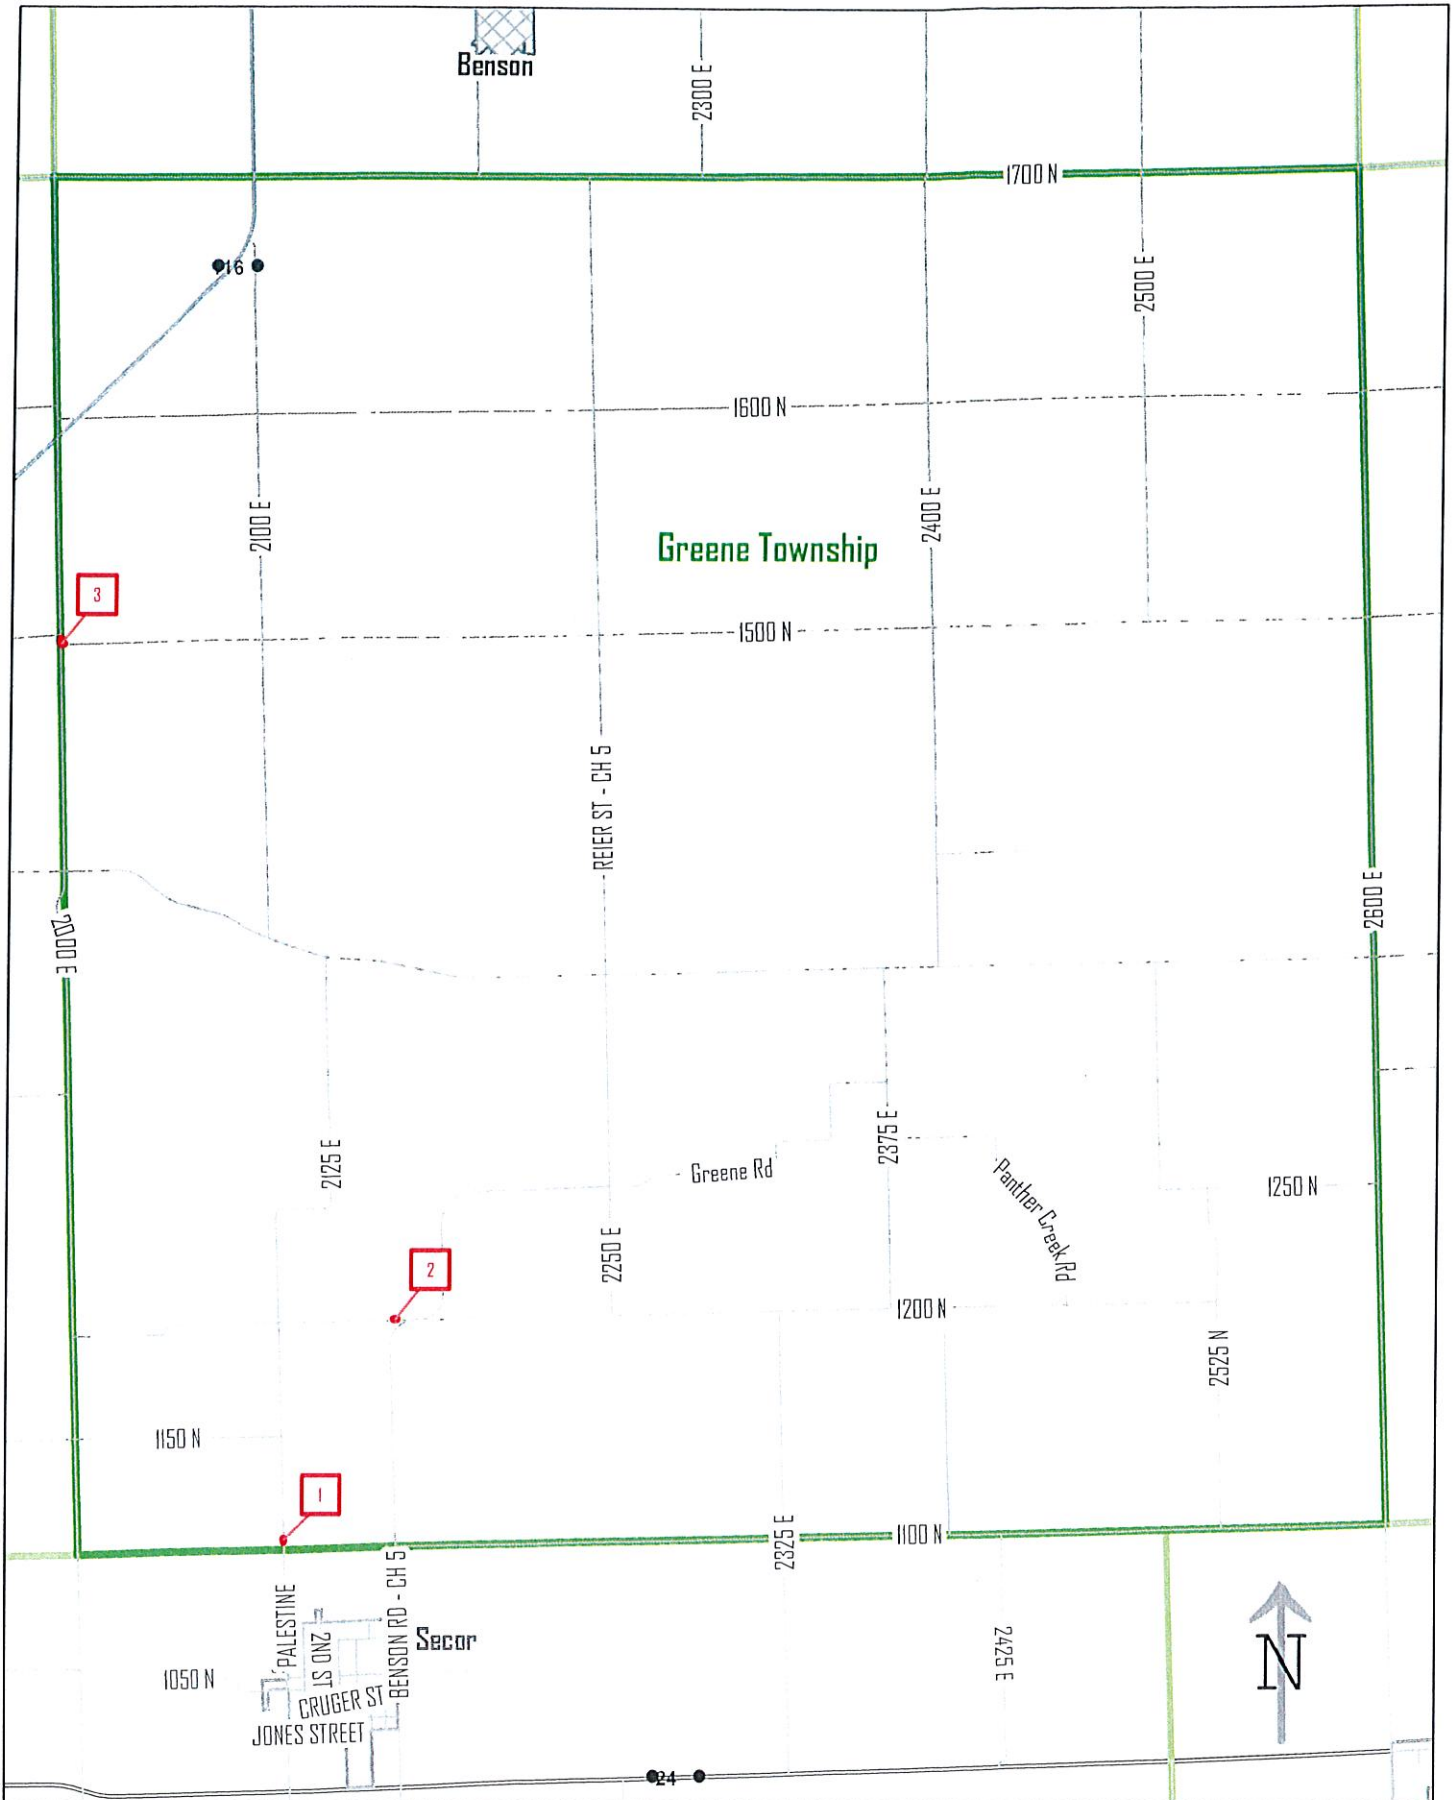 Benson
2300 E
1700 N
16
2500 E
1600 N
2100 E
2400 E
Greene Township
3
1500 N
REIER ST - CH 5
2600 E
2000 E
2125 E
2375 E
Greene Rd
Panther Creek Rd
1250 N
2250 E
2
1200 N
2525 N
1150 N
1
2325 E
1100 N
PALESTINE
2ND ST
BENSON RD - CH 5
Secor
2425 E
N
1050 N
CRUGER ST
JONES STREET
24